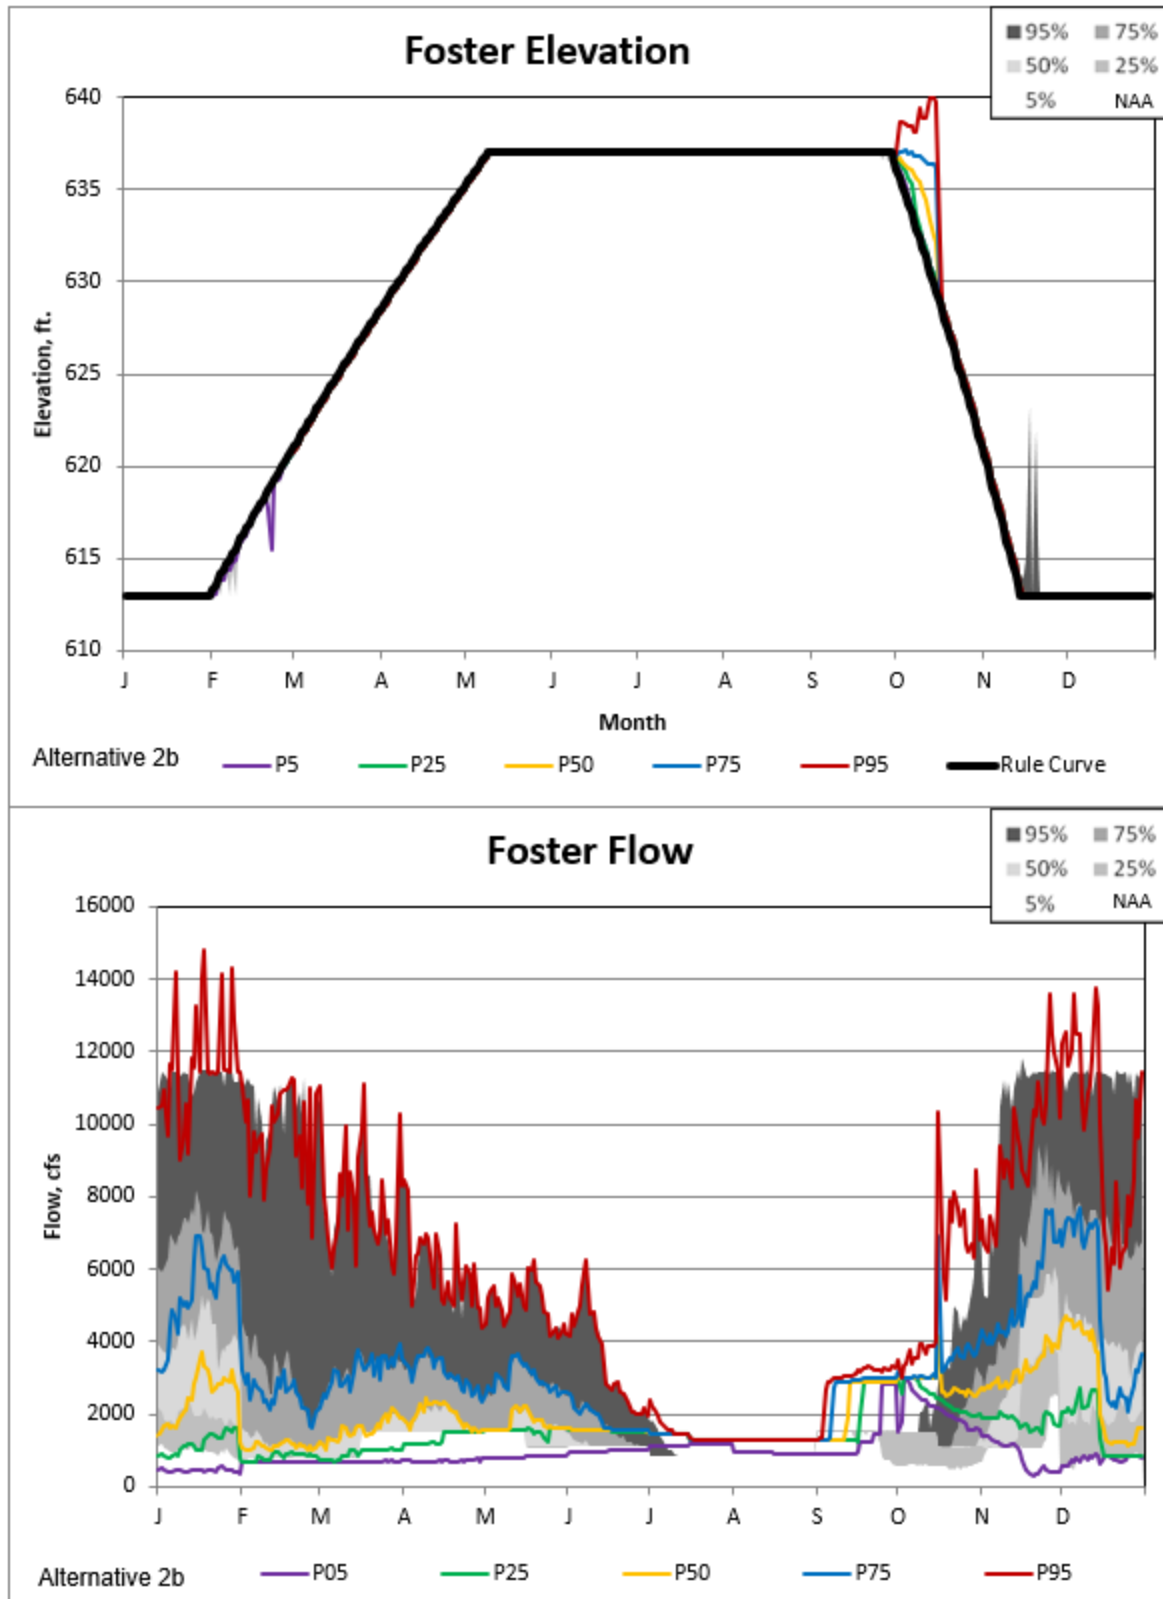 Foster Elevation
95% 75%
50% 25%
5% NAA
640
635
630
625
620
615
610
Elevation, ft.
J F M A M J J A S O N D
Month
Alternative 2b P5 P25 P50 P75 P95 Rule Curve
Foster Flow
95% 75%
50% 25%
5% NAA
16000
14000
12000
10000
8000
6000
4000
2000
0
Flow, cfs
J F M A M J J A S O N D
Alternative 2b P05 P25 P50 P75 P95